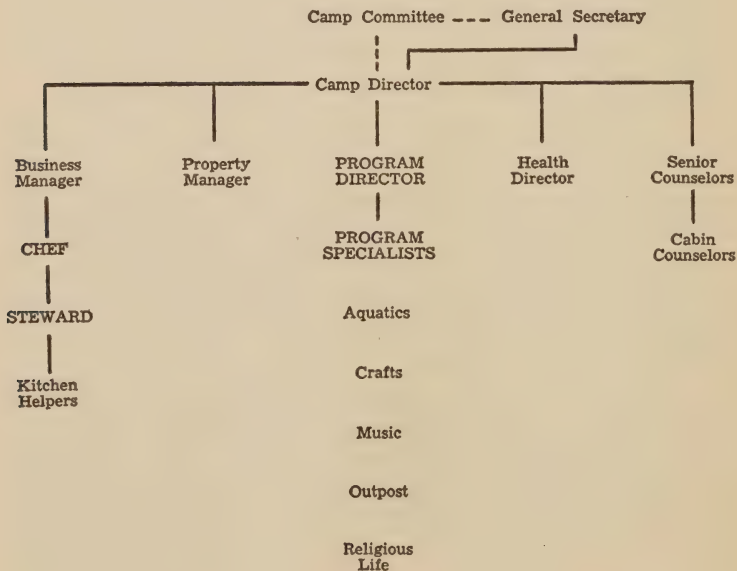 Camp Committee --- General Secretary
Camp Director
Business
Manager
Property
Manager
PROGRAM
DIRECTOR
Health
Director
Senior
Counselors
CHEF
PROGRAM
SPECIALISTS
Cabin
Counselors
STEWARD
Aquatics
Kitchen
Helpers
Crafts
Music
Outpost
Religious
Life